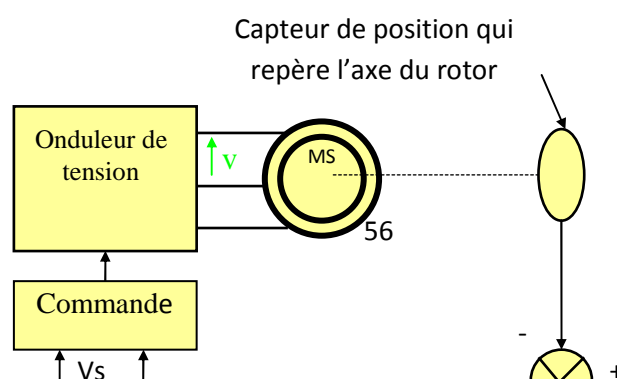 Capteur de position qui
repère l'axe du rotor
Onduleur de
tension
v
MS
56
Commande
Vs
-
+